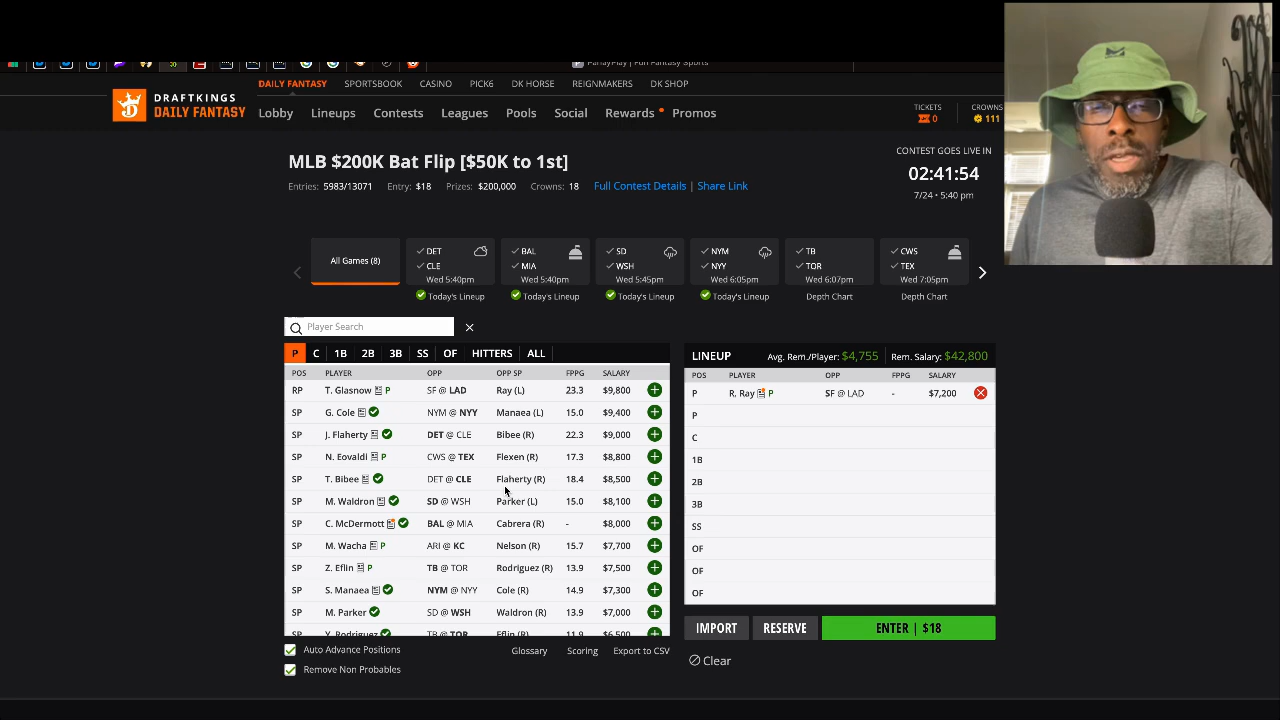 ParlayPlay | Fun Fantasy Sports
DRAFTKINGS
DAILY FANTASY
DAILY FANTASY SPORTSBOOK CASINO PICK6 DK HORSE REIGNMAKERS DK SHOP
Lobby Lineups Contests Leagues Pools Social Rewards Promos
TICKETS
0
CROWNS
111
MLB $200K Bat Flip [$50K to 1st]
Entries: 5983/13071 Entry: $18 Prizes: $200,000 Crowns: 18 Full Contest Details | Share Link
CONTEST GOES LIVE IN
02:41:54
7/24 • 5:40 pm
All Games (8)
DET
CLE
Wed 5:40pm
Today's Lineup
BAL
MIA
Wed 5:40pm
Today's Lineup
SD
WSH
Wed 5:45pm
Today's Lineup
NYM
NYY
Wed 6:05pm
Today's Lineup
TB
TOR
Wed 6:07pm
Depth Chart
CWS
TEX
Wed 7:05pm
Depth Chart
Player Search
P C 1B 2B 3B SS OF HITTERS ALL
POS PLAYER OPP OPP SP FPPG SALARY
RP T. Glasnow P SF @ LAD Ray (L) 23.3 $9,800
SP G. Cole NYM @ NYY Manaea (L) 15.0 $9,400
SP J. Flaherty DET @ CLE Bibee (R) 22.3 $9,000
SP N. Eovaldi P CWS @ TEX Flexen (R) 17.3 $8,800
SP T. Bibee DET @ CLE Flaherty (R) 18.4 $8,500
SP M. Waldron SD @ WSH Parker (L) 15.0 $8,100
SP C. McDermott BAL @ MIA Cabrera (R) - $8,000
SP M. Wacha P ARI @ KC Nelson (R) 15.7 $7,700
SP Z. Eflin P TB @ TOR Rodriguez (R) 13.9 $7,500
SP S. Manaea NYM @ NYY Cole (R) 14.9 $7,300
SP M. Parker SD @ WSH Waldron (R) 13.9 $7,000
SP Y. Rodriguez TB @ TOR Eflin (R) 11.9 $6,500
Auto Advance Positions
Remove Non Probables
Glossary Scoring Export to CSV
LINEUP Avg. Rem./Player: $4,755 Rem. Salary: $42,800
POS PLAYER OPP FPPG SALARY
P R. Ray P SF @ LAD - $7,200
P
C
1B
2B
3B
SS
OF
OF
OF
IMPORT RESERVE ENTER | $18
Clear